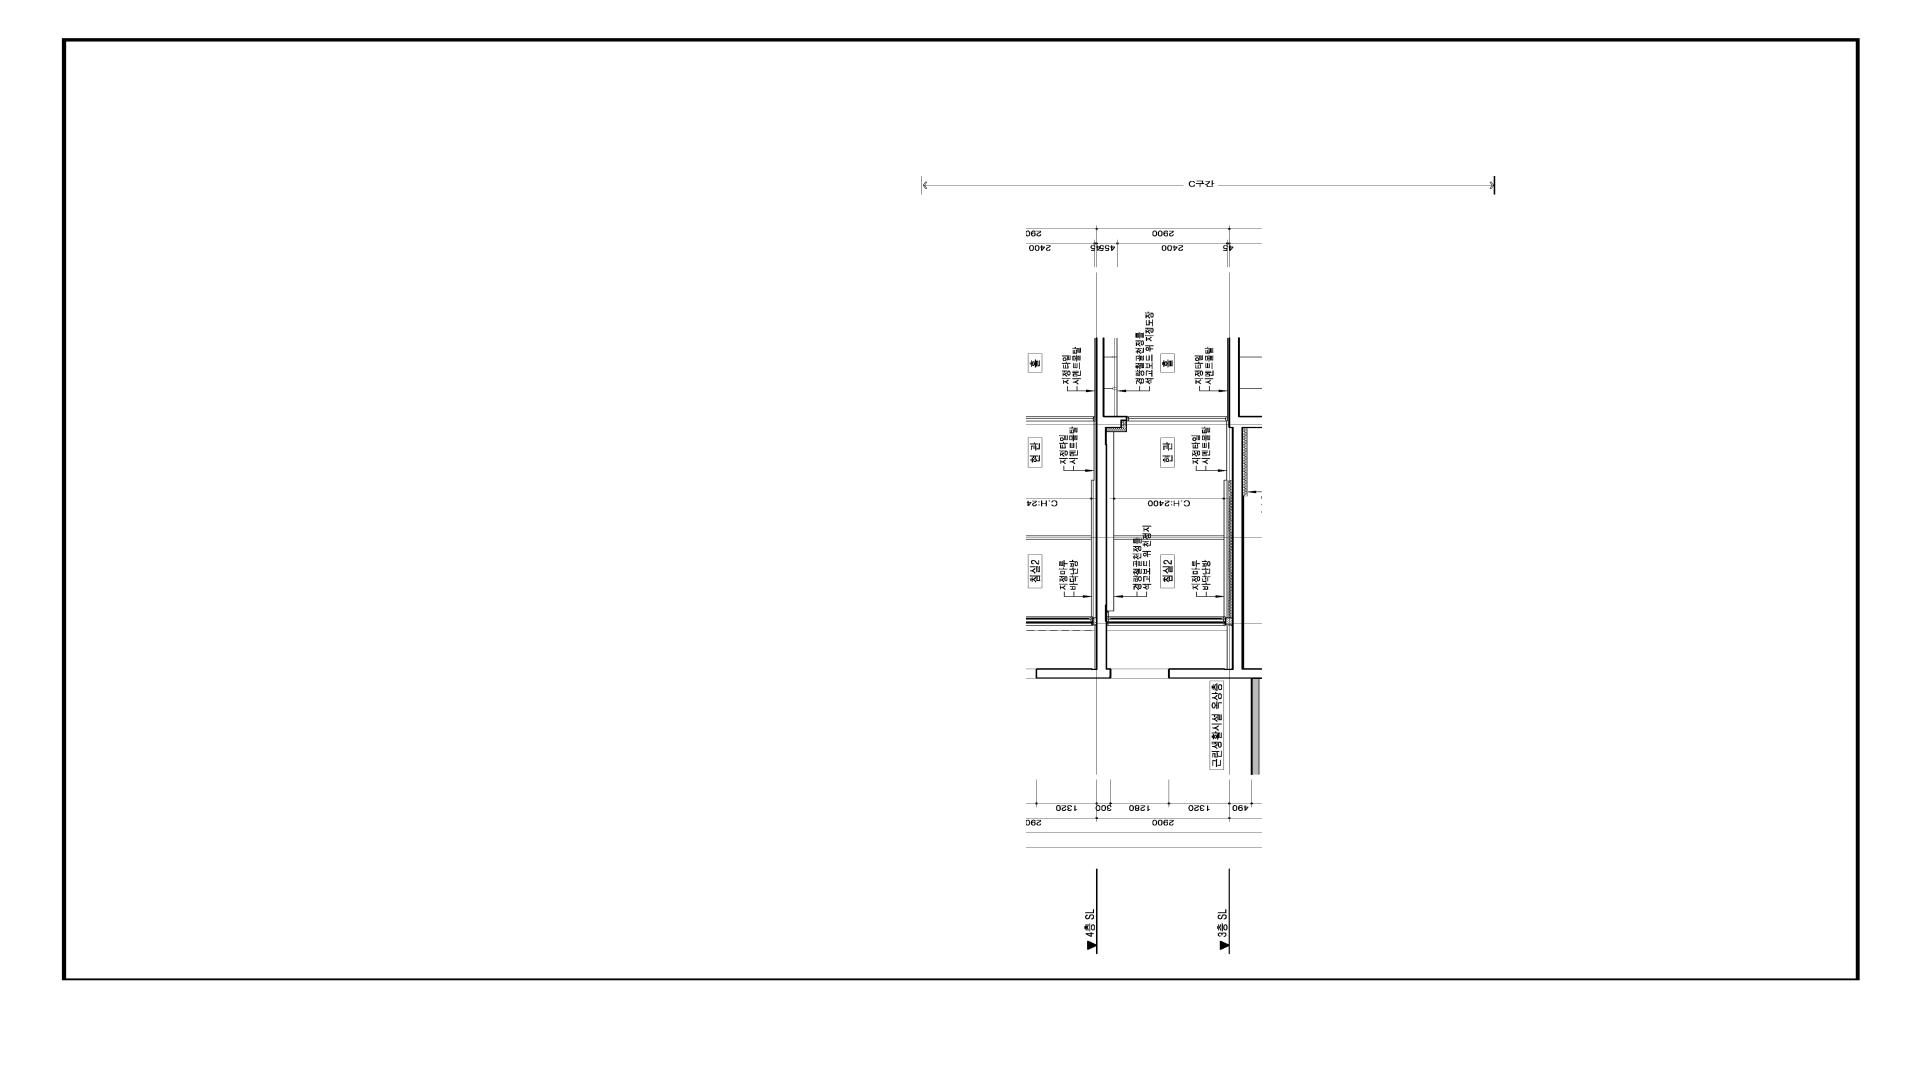 C구간
2900
2400
2400
45
홀
지정타일
시멘트몰탈
경량철골천정틀
석고보드 위 지정도장
홀
지정타일
시멘트몰탈
현관
지정타일
시멘트몰탈
현관
지정타일
시멘트몰탈
C.H:24
C.H:2400
침실2
지정마루
바닥난방
경량철골천정틀
석고보드 위 천정지
침실2
지정마루
바닥난방
근린생활시설 옥상층
1320
300
1280
1320
490
2900
4층 SL
3층 SL